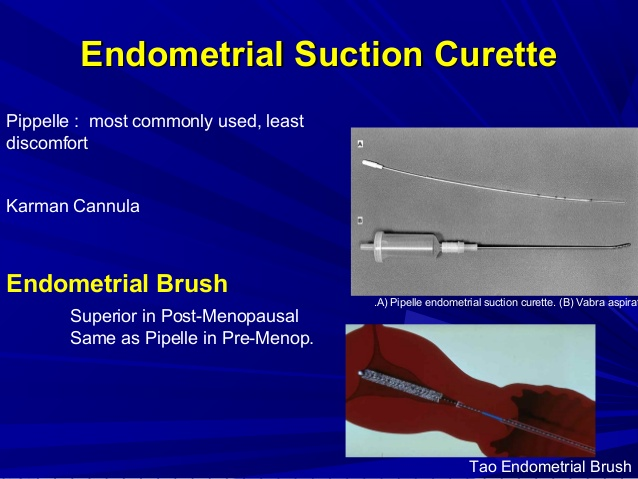 Endometrial Suction Curette
Pippelle : most commonly used, least
discomfort
Karman Cannula
Endometrial Brush
Superior in Post-Menopausal
Same as Pipelle in Pre-Menop.
A
B
.A) Pipelle endometrial suction curette. (B) Vabra aspirat
Tao Endometrial Brush